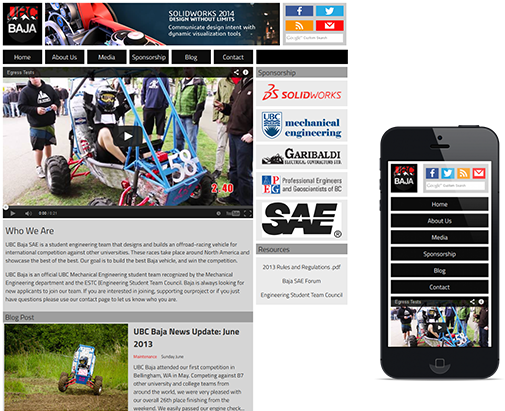 UBC
BAJA
SOLIDWORKS 2014
DESIGN WITHOUT LIMITS
Communicate design intent with
dynamic visualization tools
Google Custom Search
Home
About Us
Media
Sponsorship
Blog
Contact
Egress Tests
58
2:40
0:00 / 5:21
YouTube
Who We Are
UBC Baja SAE is a student engineering team that designs and builds an offroad-racing vehicle for
international competition against other universities. These races take place around North America and
showcase the best of the best. Our goal is to build the best Baja vehicle, and win the competition.
UBC Baja is an official UBC Mechanical Engineering student team recognized by the Mechanical
Engineering department and the ESTC (Engineering Student Team Council). Baja is always looking
for new applicants to join our team. If you are interested in joining, supporting ourproject or if you just
have questions please use our contact page to let us know who you are.
Blog Post
UBC Baja News Update: June
2013
Maintenance Sunday, June
UBC Baja attended our first competition in
Bellingham, WA in May. Competing against 87
other university and college teams from
around the world, we were very pleased with
our overall 26th place finishing from the
weekend. We easily passed our engine check...
Sponsorship
SOLIDWORKS
UBC
mechanical
engineering
GARIBALDI
ELECTRICAL CONTRACTORS LTD.
Professional Engineers
and Geoscientists of BC
SAE
Resources
2013 Rules and Regulations .pdf
Baja SAE Forum
Engineering Student Team Council
BAJA
Google Custom Search
Home
About Us
Media
Sponsorship
Blog
Contact
Egress Tests